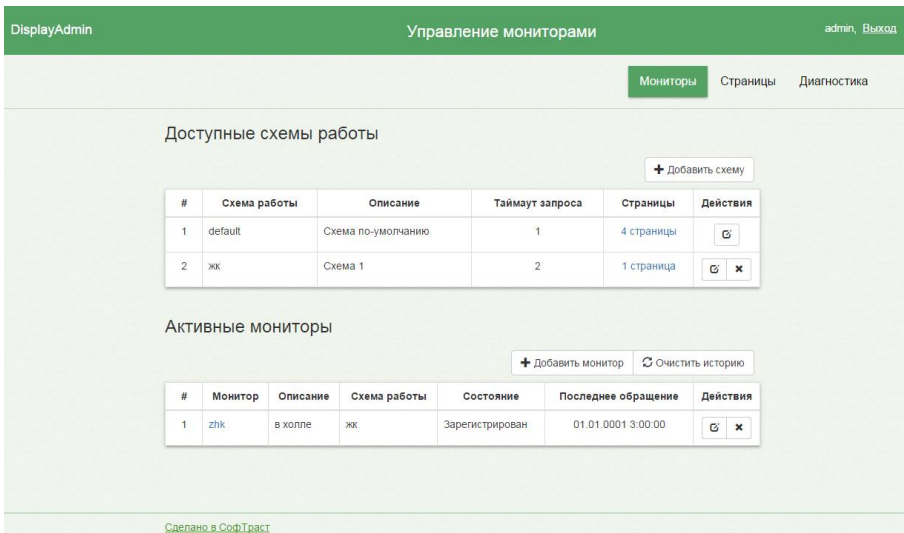 DisplayAdmin Управление мониторами admin, Выход
Мониторы Страницы Диагностика
Доступные схемы работы
Добавить схему
# Схема работы Описание Таймаут запроса Страницы Действия
1 default Схема по-умолчанию 1 4 страницы
2 жк Схема 1 2 1 страница
Активные мониторы
Добавить монитор Очистить историю
# Монитор Описание Схема работы Состояние Последнее обращение Действия
1 zhk в холле жк Зарегистрирован 01.01.0001 3:00:00
Сделано в СофТраст